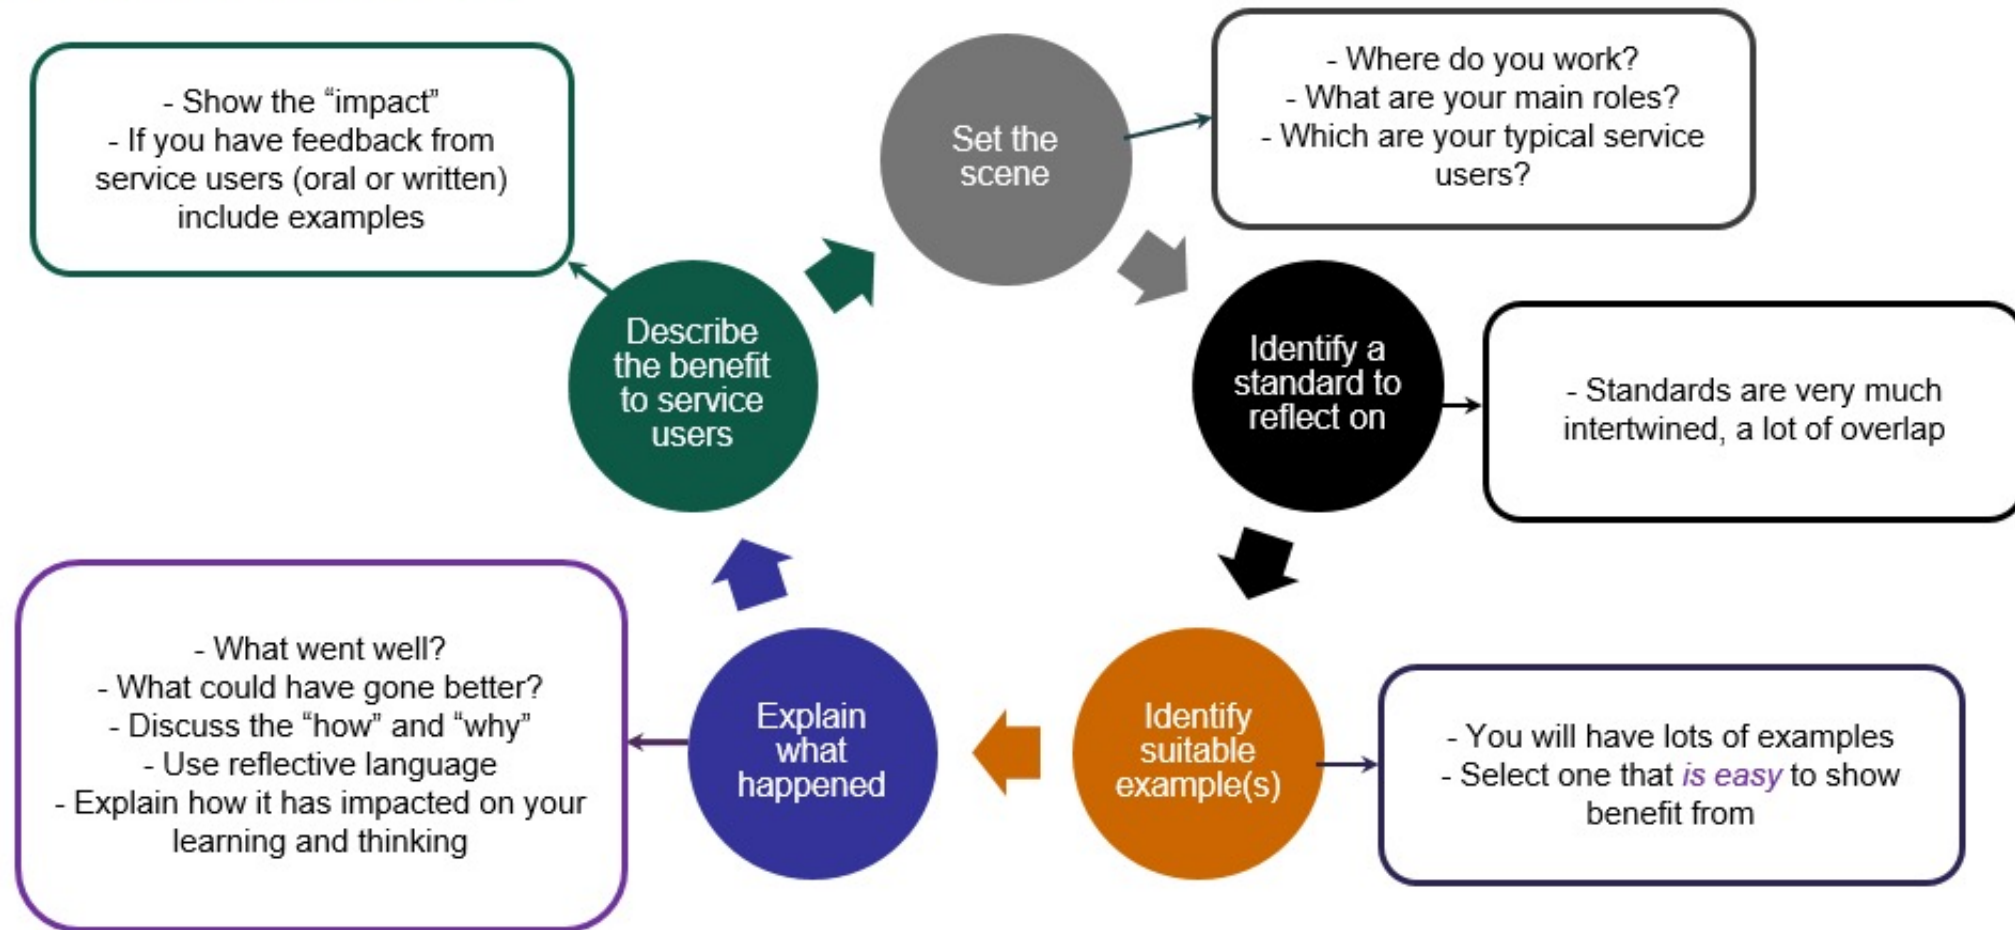 Set the
scene
- Where do you work?
- What are your main roles?
- Which are your typical service
users?
Identify a
standard to
reflect on
- Standards are very much
intertwined, a lot of overlap
Identify
suitable
example(s)
- You will have lots of examples
- Select one that is easy to show
benefit from
Explain
what
happened
- What went well?
- What could have gone better?
- Discuss the “how” and “why”
- Use reflective language
- Explain how it has impacted on your
learning and thinking
Describe
the benefit
to service
users
- Show the “impact”
- If you have feedback from
service users (oral or written)
include examples